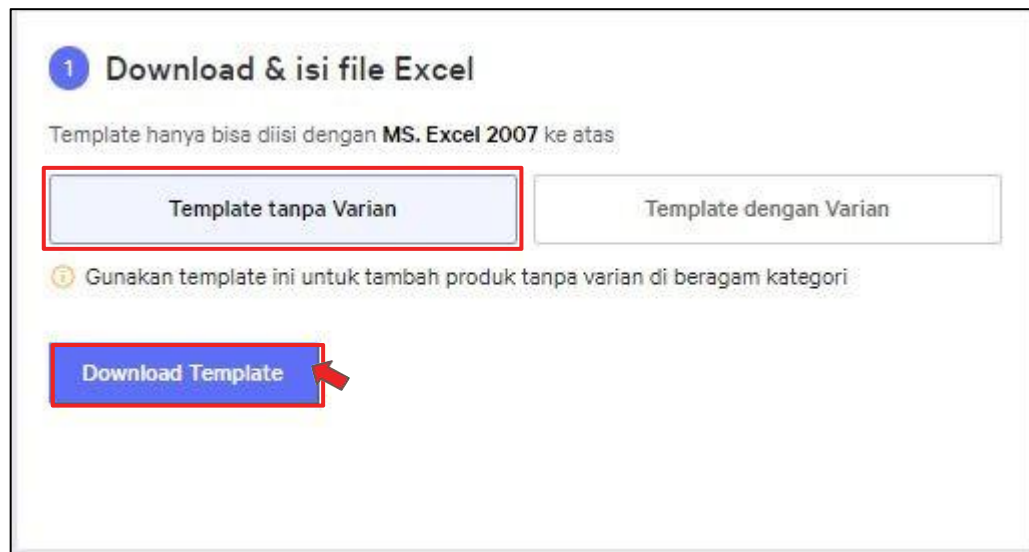 1 Download & isi file Excel
Template hanya bisa diisi dengan MS. Excel 2007 ke atas
Template tanpa Varian Template dengan Varian
Gunakan template ini untuk tambah produk tanpa varian di beragam kategori
Download Template